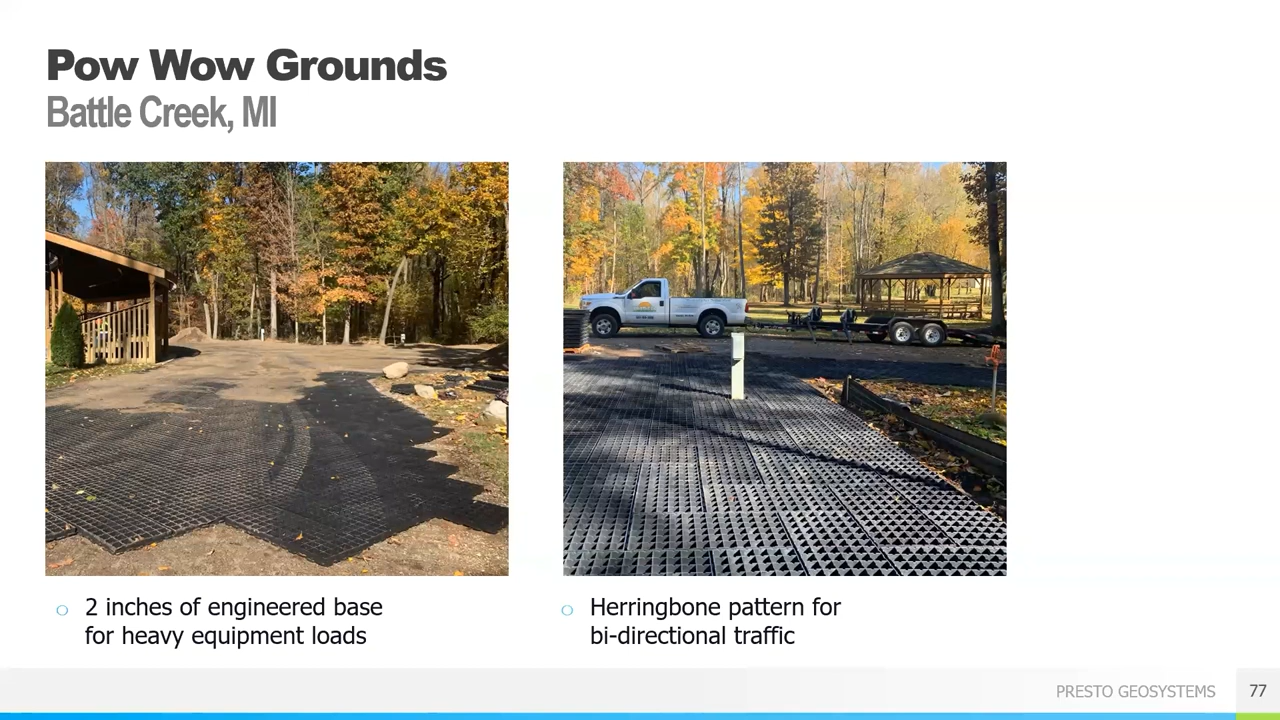 Pow Wow Grounds
Battle Creek, MI
2 inches of engineered base
for heavy equipment loads
Herringbone pattern for
bi-directional traffic
PRESTO GEOSYSTEMS
77